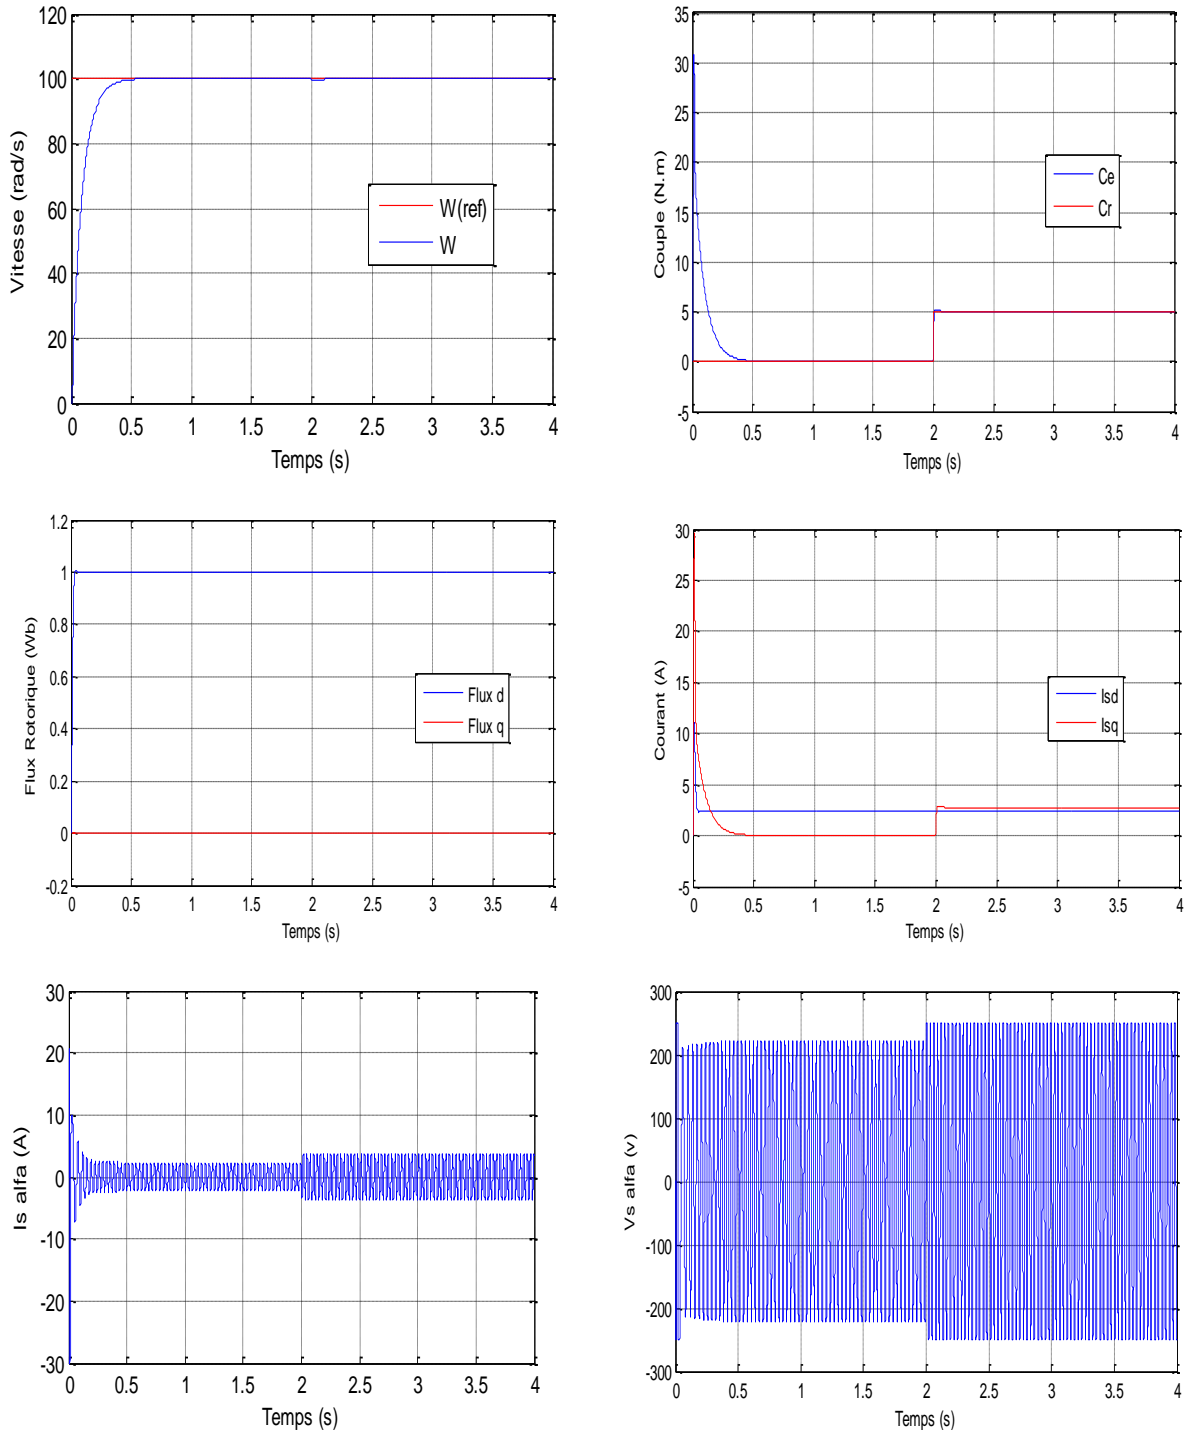 120
100
80
60
40
20
0
0 0.5 1 1.5 2 2.5 3 3.5 4
Vitesse (rad/s)
Temps (s)
W(ref)
W
35
30
25
20
15
10
5
0
-5
0 0.5 1 1.5 2 2.5 3 3.5 4
Couple (N.m)
Temps (s)
Ce
Cr
1.2
1
0.8
0.6
0.4
0.2
0
-0.2
0 0.5 1 1.5 2 2.5 3 3.5 4
Flux Rotorique (Wb)
Temps (s)
Flux d
Flux q
30
25
20
15
10
5
0
-5
0 0.5 1 1.5 2 2.5 3 3.5 4
Courant (A)
Temps (s)
Isd
Isq
30
20
10
0
-10
-20
-30
0 0.5 1 1.5 2 2.5 3 3.5 4
Is alfa (A)
Temps (s)
300
200
100
0
-100
-200
-300
0 0.5 1 1.5 2 2.5 3 3.5 4
Vs alfa (v)
Temps (s)